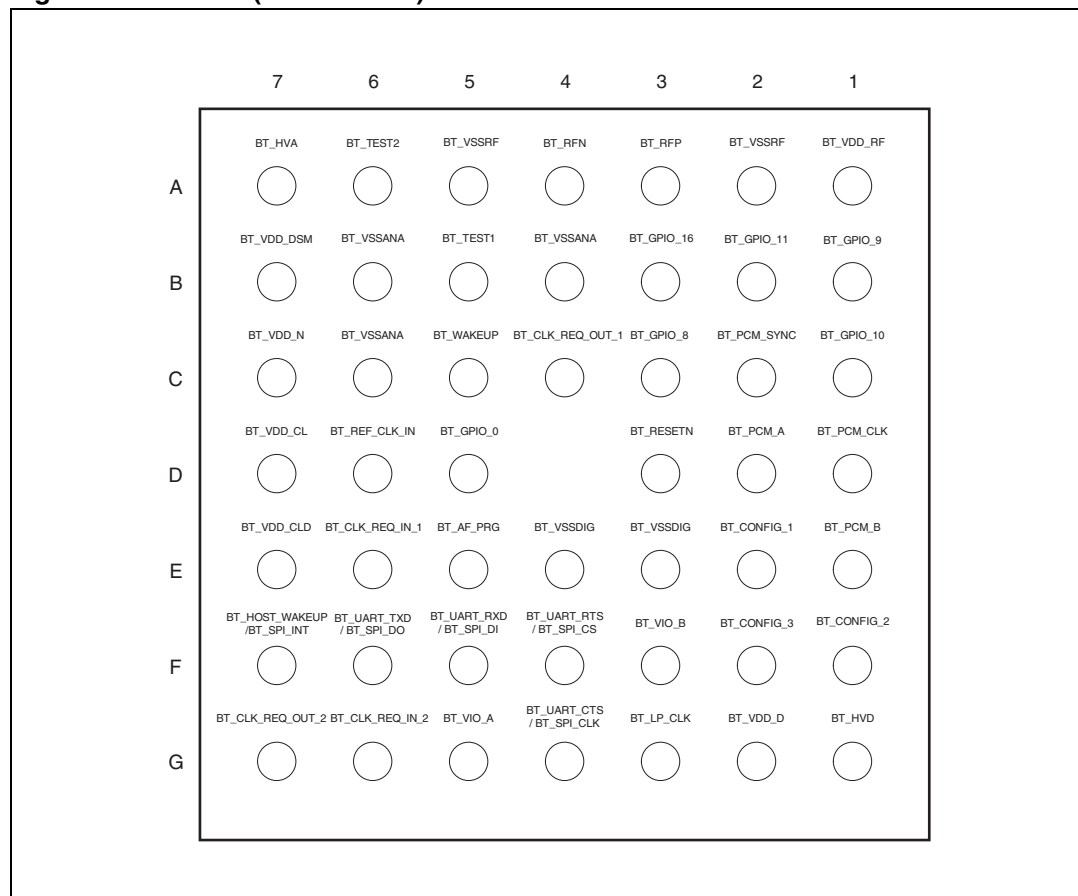 7 6 5 4 3 2 1
BT_HVA BT_TEST2 BT_VSSRF BT_RFN BT_RFP BT_VSSRF BT_VDD_RF
A
BT_VDD_DSM BT_VSSANA BT_TEST1 BT_VSSANA BT_GPIO_16 BT_GPIO_11 BT_GPIO_9
B
BT_VDD_N BT_VSSANA BT_WAKEUP BT_CLK_REQ_OUT_1 BT_GPIO_8 BT_PCM_SYNC BT_GPIO_10
C
BT_VDD_CL BT_REF_CLK_IN BT_GPIO_0 BT_RESETN BT_PCM_A BT_PCM_CLK
D
BT_VDD_CLD BT_CLK_REQ_IN_1 BT_AF_PRG BT_VSSDIG BT_VSSDIG BT_CONFIG_1 BT_PCM_B
E
BT_HOST_WAKEUP BT_UART_TXD BT_UART_RXD BT_UART_RTS BT_VIO_B BT_CONFIG_3 BT_CONFIG_2
/BT_SPI_INT / BT_SPI_DO / BT_SPI_DI / BT_SPI_CS
F
BT_CLK_REQ_OUT_2 BT_CLK_REQ_IN_2 BT_VIO_A BT_UART_CTS BT_LP_CLK BT_VDD_D BT_HVD
/ BT_SPI_CLK
G